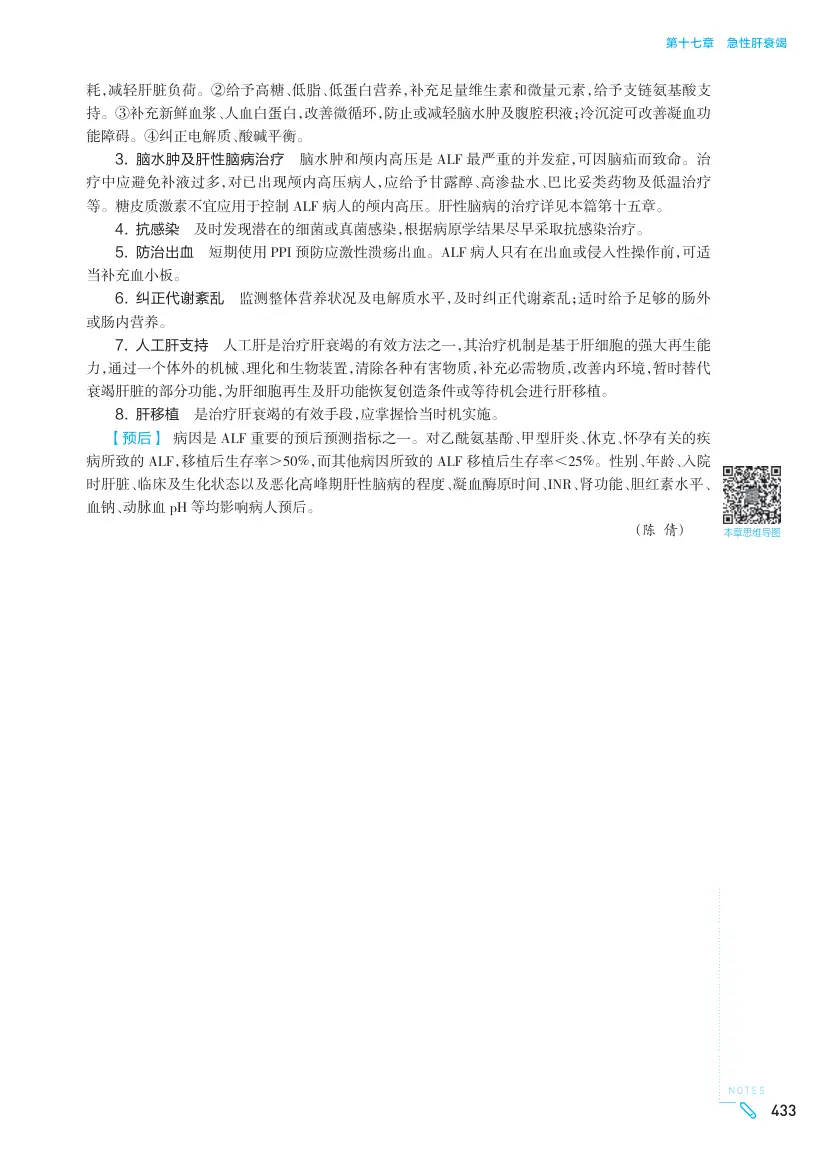 第十七章 急性肝衰竭
耗,减轻肝脏负荷。②给予高糖、低脂、低蛋白营养,补充足量维生素和微量元素,给予支链氨基酸支
持。③补充新鲜血浆、人血白蛋白,改善微循环,防止或减轻脑水肿及腹腔积液;冷沉淀可改善凝血功
能障碍。④纠正电解质、酸碱平衡。
3. 脑水肿及肝性脑病治疗 脑水肿和颅内高压是 ALF 最严重的并发症,可因脑疝而致命。治
疗中应避免补液过多,对已出现颅内高压病人,应给予甘露醇、高渗盐水、巴比妥类药物及低温治疗
等。糖皮质激素不宜应用于控制 ALF 病人的颅内高压。肝性脑病的治疗详见本篇第十五章。
4. 抗感染 及时发现潜在的细菌或真菌感染,根据病原学结果尽早采取抗感染治疗。
5. 防治出血 短期使用 PPI 预防应激性溃疡出血。ALF 病人只有在出血或侵入性操作前,可适
当补充血小板。
6. 纠正代谢紊乱 监测整体营养状况及电解质水平,及时纠正代谢紊乱;适时给予足够的肠外
或肠内营养。
7. 人工肝支持 人工肝是治疗肝衰竭的有效方法之一,其治疗机制是基于肝细胞的强大再生能
力,通过一个体外的机械、理化和生物装置,清除各种有害物质,补充必需物质,改善内环境,暂时替代
衰竭肝脏的部分功能,为肝细胞再生及肝功能恢复创造条件或等待机会进行肝移植。
8. 肝移植 是治疗肝衰竭的有效手段,应掌握恰当时机实施。
【预后】 病因是 ALF 重要的预后预测指标之一。对乙酰氨基酚、甲型肝炎、休克、怀孕有关的疾
病所致的 ALF,移植后生存率>50%,而其他病因所致的 ALF 移植后生存率<25%。性别、年龄、入院
时肝脏、临床及生化状态以及恶化高峰期肝性脑病的程度、凝血酶原时间、INR、肾功能、胆红素水平、
血钠、动脉血 pH 等均影响病人预后。
(陈 倩)
本章思维导图
NOTES
433